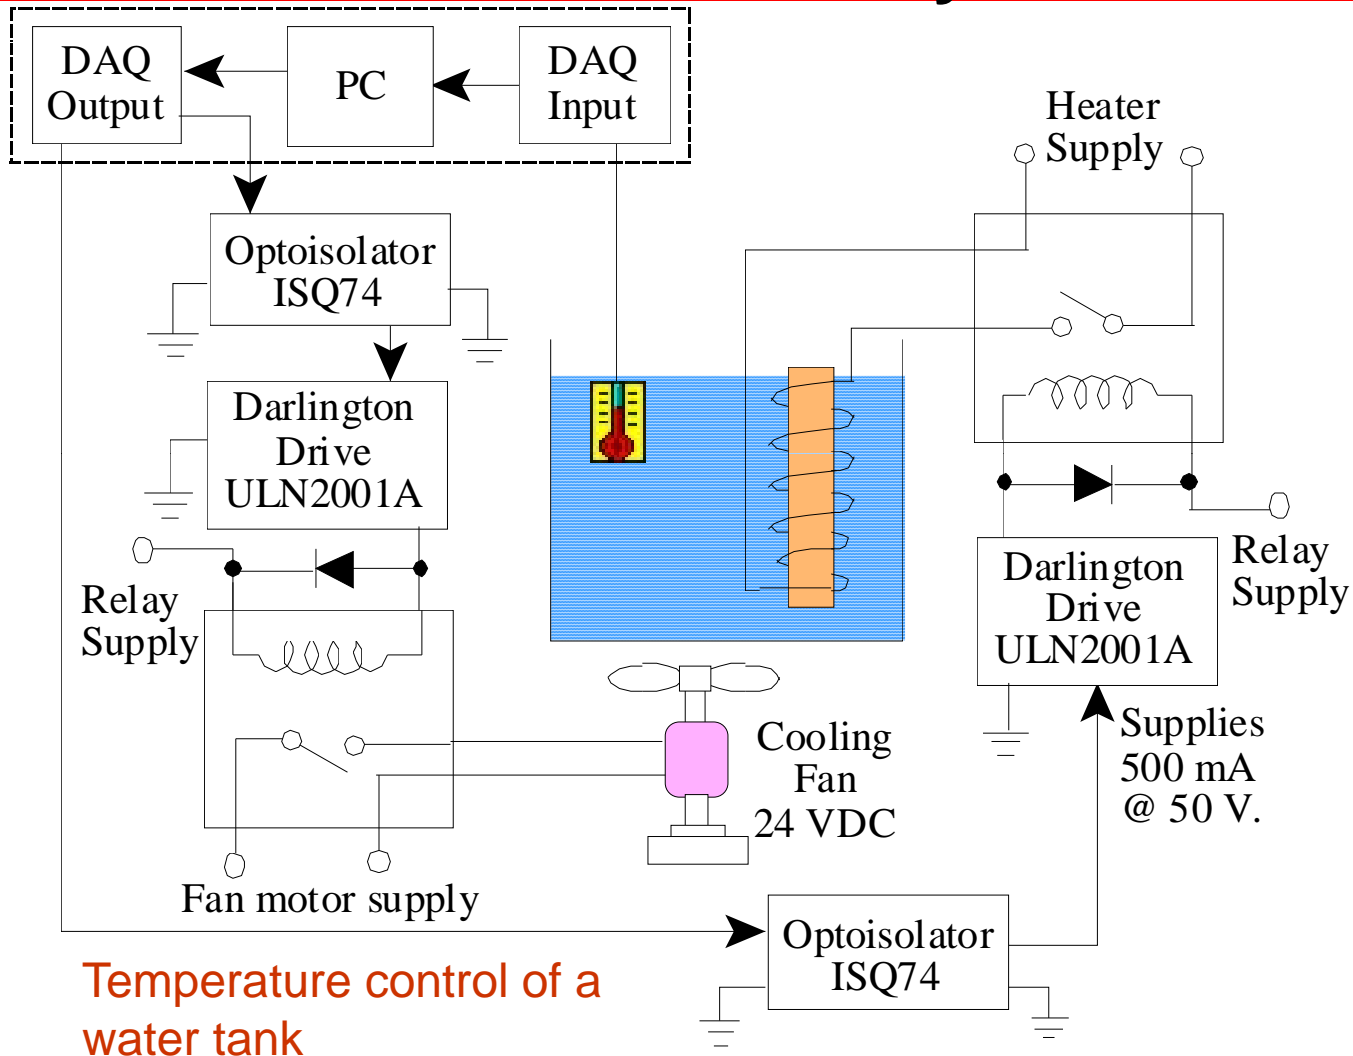 DAQ
Output
PC
DAQ
Input
Heater
Supply
Optoisolator
ISQ74
Darlington
Drive
ULN2001A
Relay
Supply
Relay
Supply
Darlington
Drive
ULN2001A
Supplies
500 mA
@ 50 V.
Cooling
Fan
24 VDC
Fan motor supply
Optoisolator
ISQ74
Temperature control of a
water tank